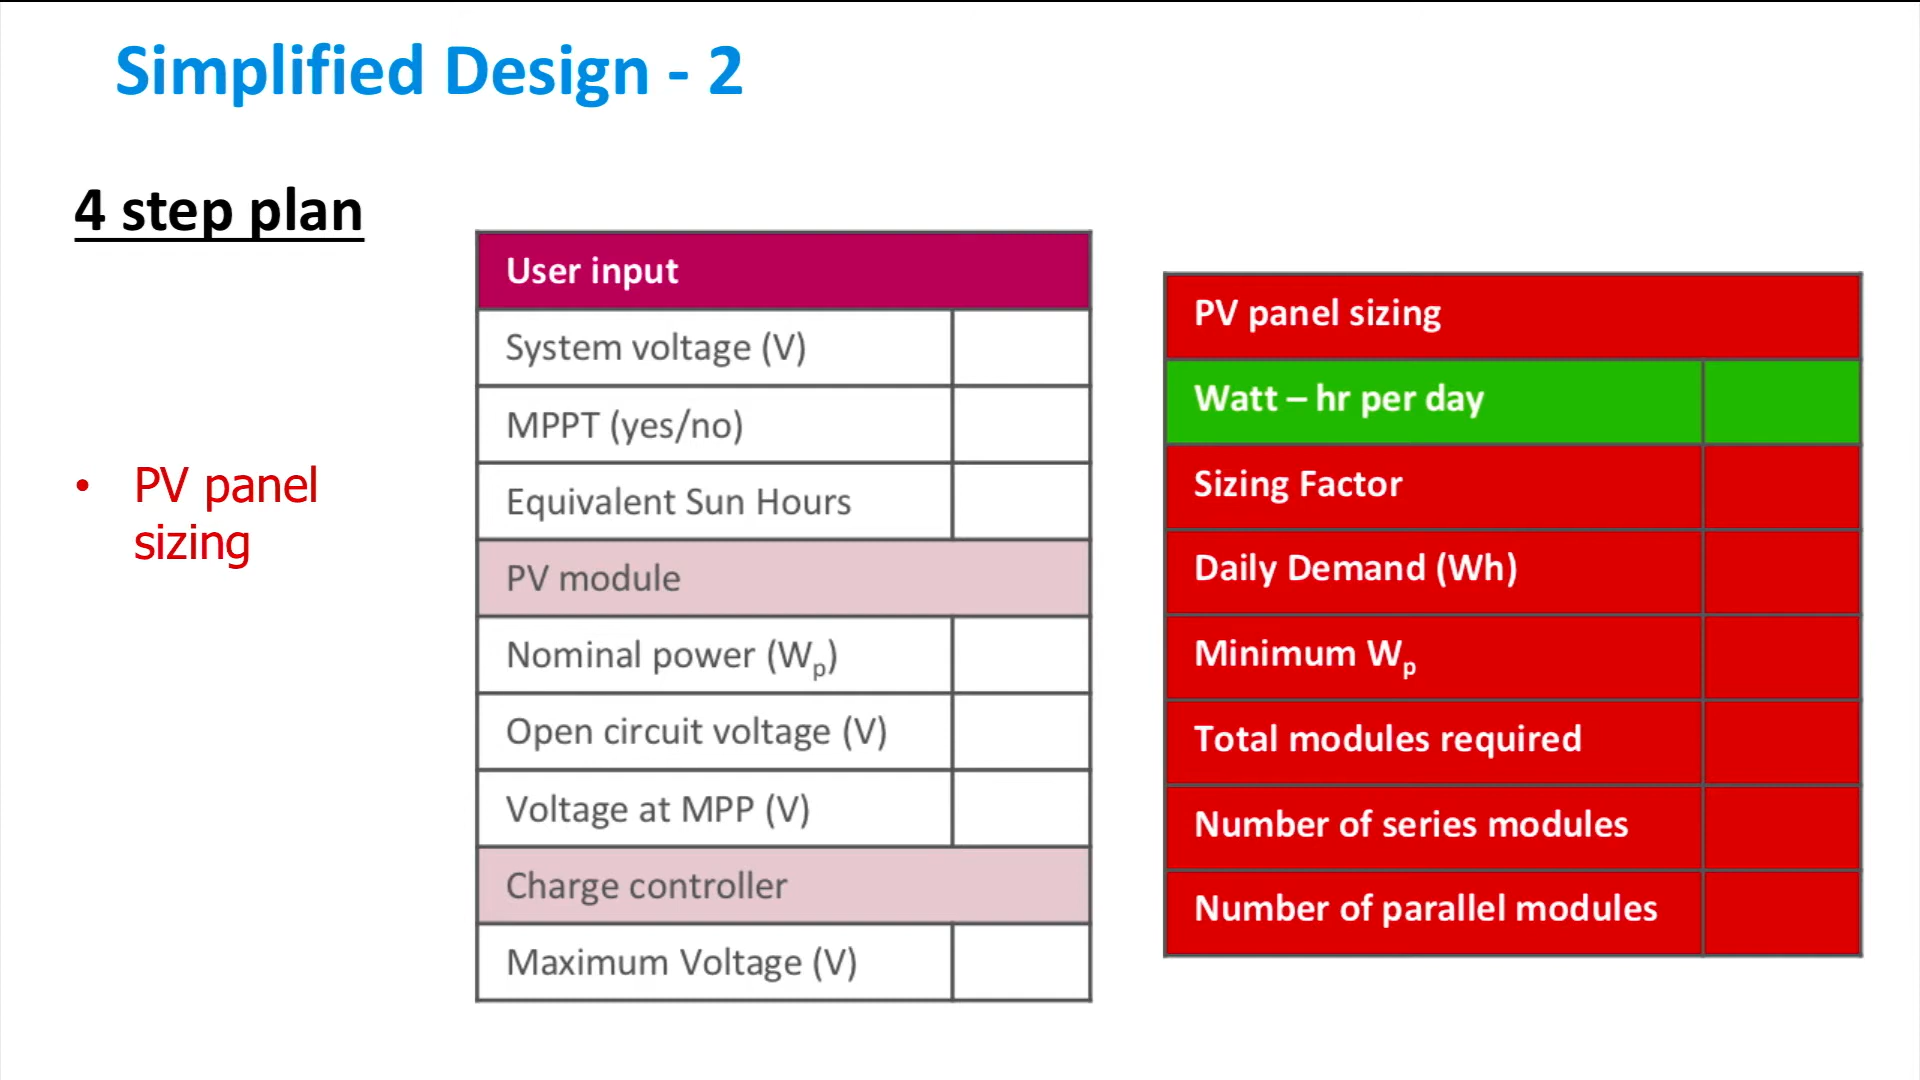 Simplified Design - 2
4 step plan
• PV panel
sizing
User input
System voltage (V)
MPPT (yes/no)
Equivalent Sun Hours
PV module
Nominal power (Wp)
Open circuit voltage (V)
Voltage at MPP (V)
Charge controller
Maximum Voltage (V)
PV panel sizing
Watt – hr per day
Sizing Factor
Daily Demand (Wh)
Minimum Wp
Total modules required
Number of series modules
Number of parallel modules